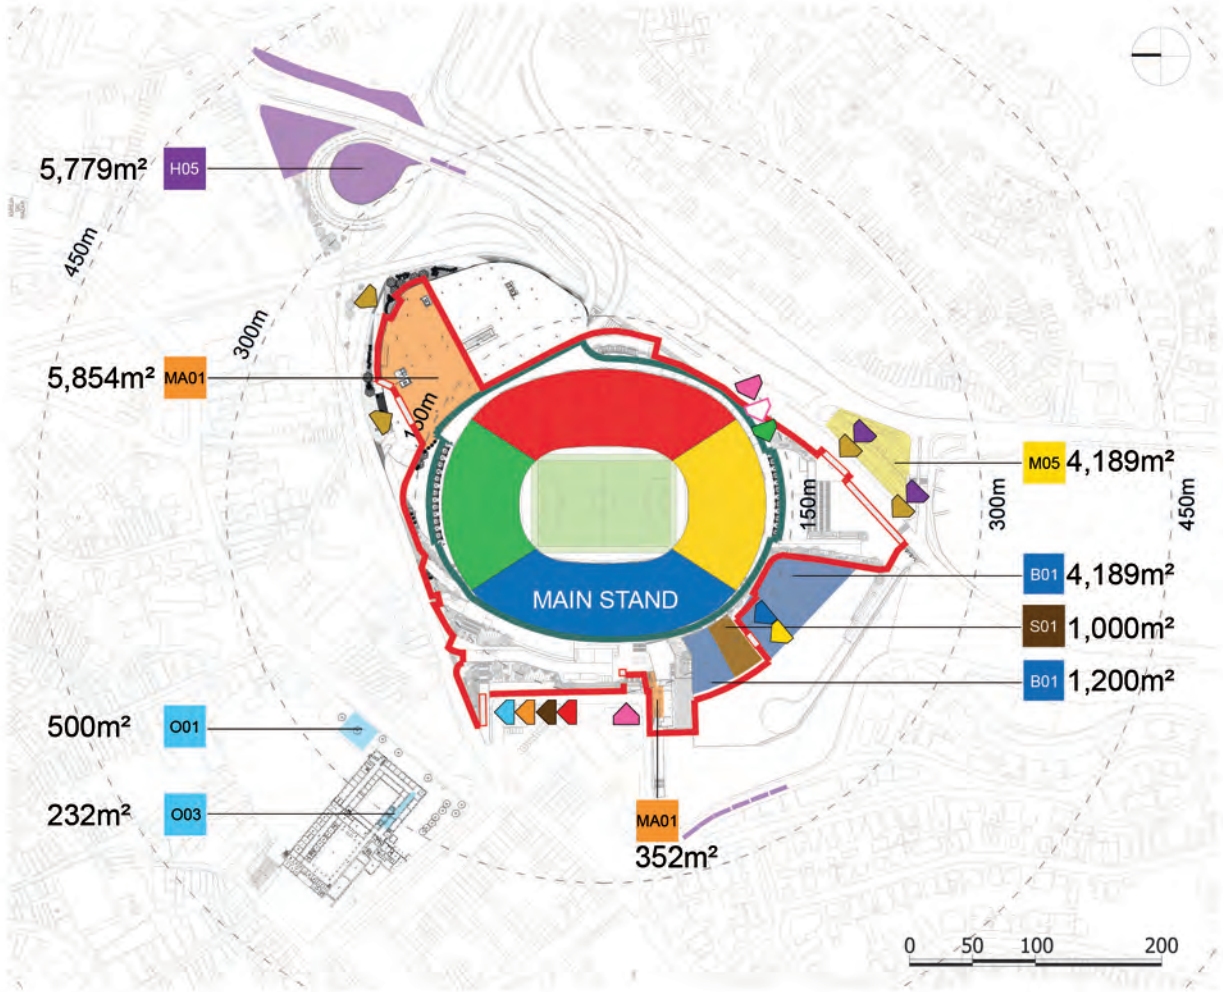 5,779m² H05
450m
300m
5,854m² MA01
150m
M05 4,189m²
150m
300m
450m
B01 4,189m²
MAIN STAND
S01 1,000m²
B01 1,200m²
500m² O01
232m² O03
MA01
352m²
0 50 100 200